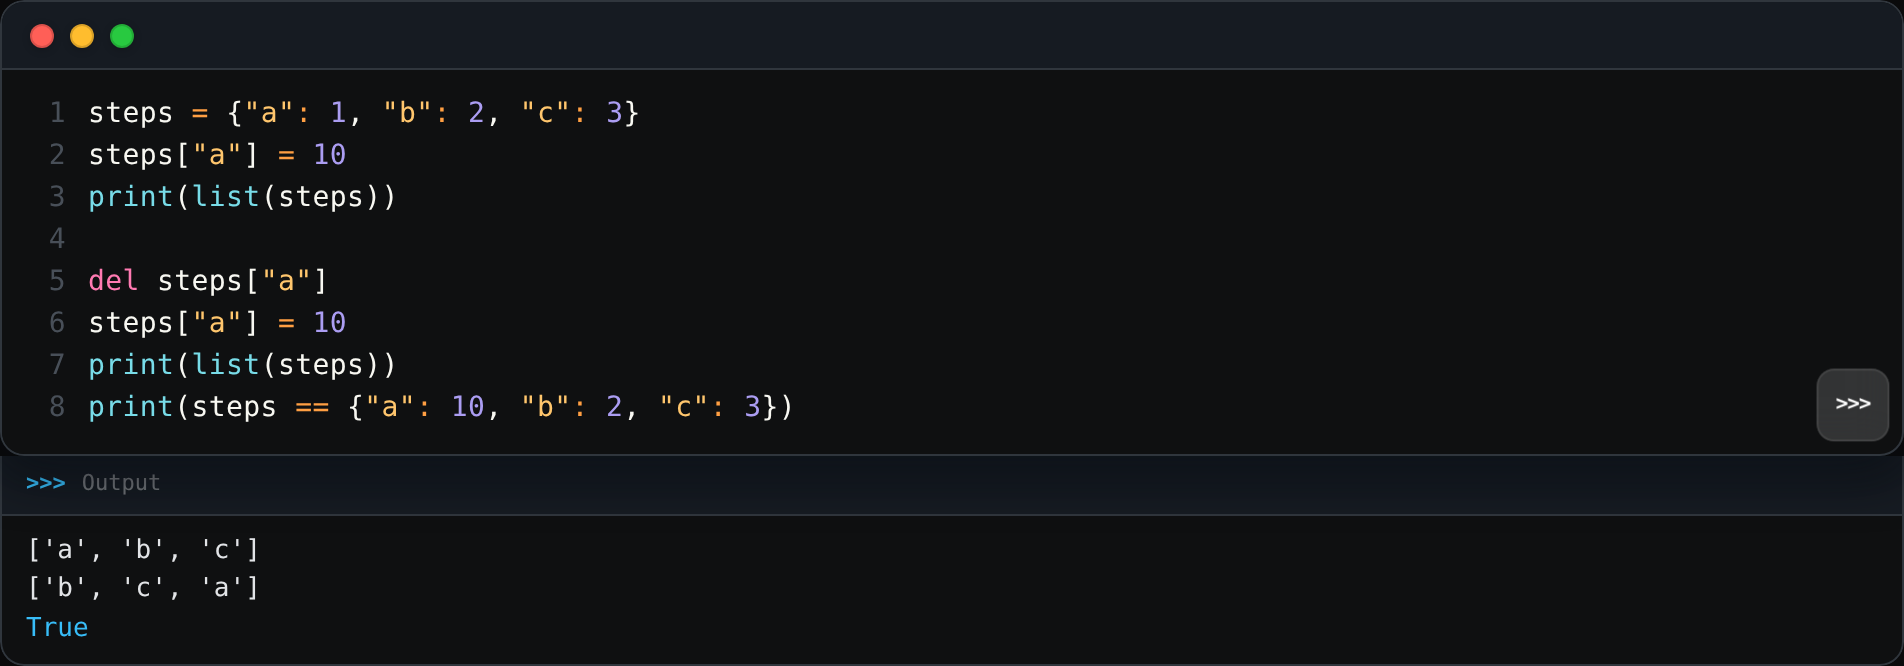 1 steps = {"a": 1, "b": 2, "c": 3}
2 steps["a"] = 10
3 print(list(steps))
4
5 del steps["a"]
6 steps["a"] = 10
7 print(list(steps))
8 print(steps == {"a": 10, "b": 2, "c": 3})
>>>
>>> Output
['a', 'b', 'c']
['b', 'c', 'a']
True